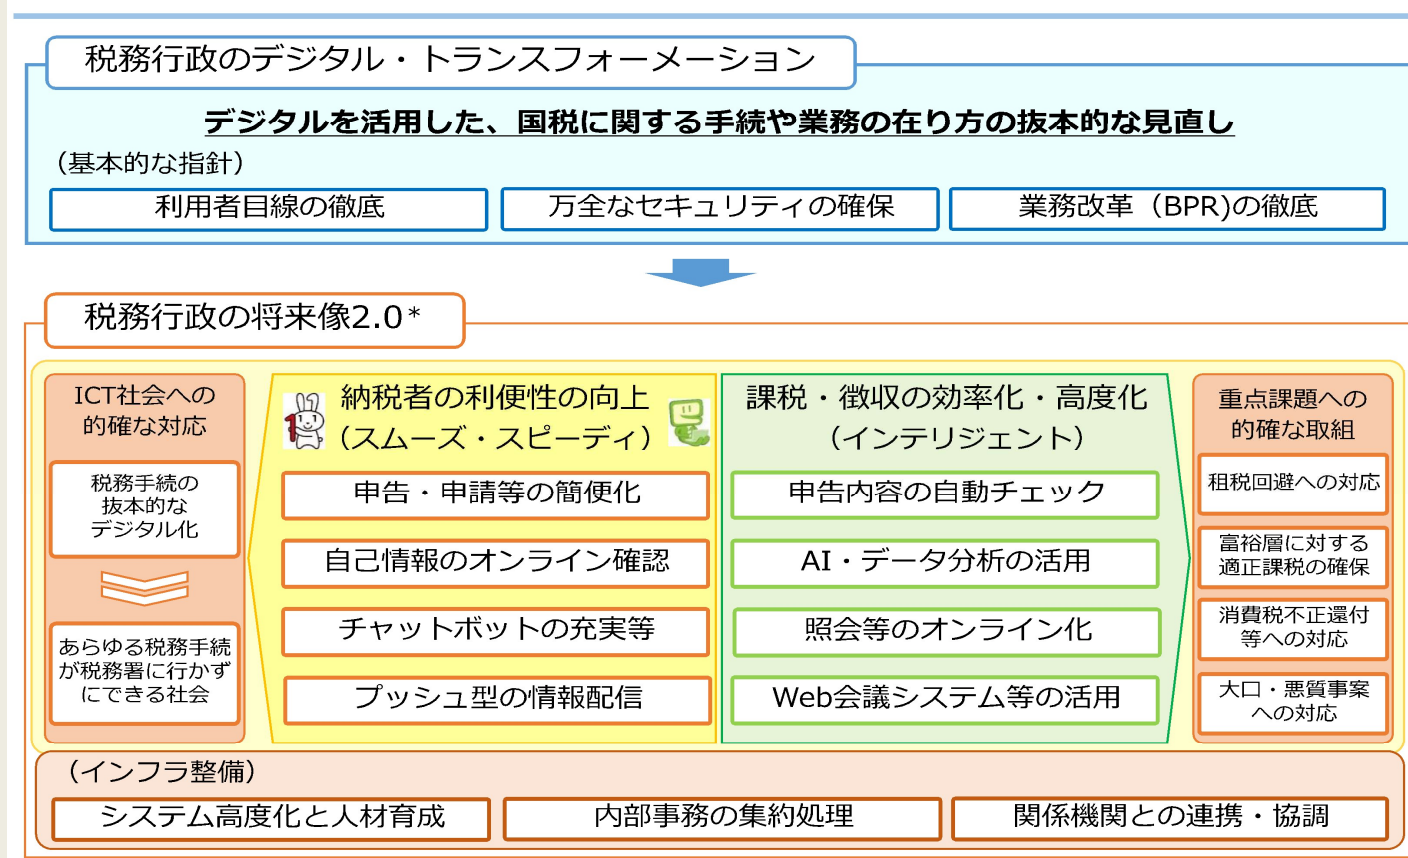 税務行政のデジタル・トランスフォーメーション
デジタルを活用した、国税に関する手続や業務の在り方の抜本的な見直し
（基本的な指針）
利用者目線の徹底
万全なセキュリティの確保
業務改革（BPR)の徹底
税務行政の将来像2.0*
ICT社会への
的確な対応
税務手続の
抜本的な
デジタル化
あらゆる税務手続
が税務署に行かず
にできる社会
納税者の利便性の向上
（スムーズ・スピーディ）
申告・申請等の簡便化
自己情報のオンライン確認
チャットボットの充実等
プッシュ型の情報配信
課税・徴収の効率化・高度化
（インテリジェント）
申告内容の自動チェック
AI・データ分析の活用
照会等のオンライン化
Web会議システム等の活用
重点課題への
的確な取組
租税回避への対応
富裕層に対する
適正課税の確保
消費税不正還付
等への対応
大口・悪質事案
への対応
（インフラ整備）
システム高度化と人材育成
内部事務の集約処理
関係機関との連携・協調